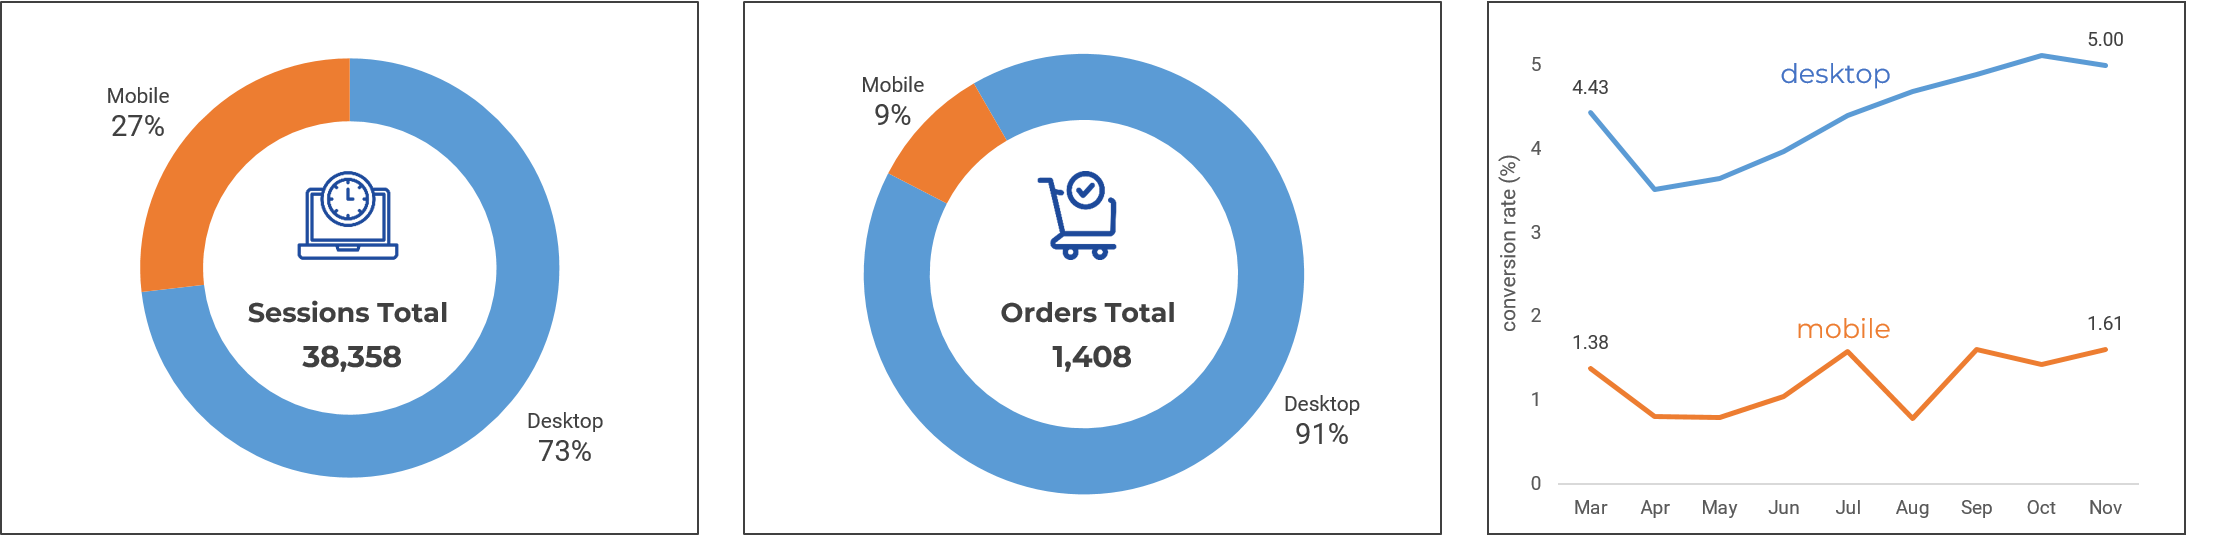 Mobile
27%
Sessions Total
38,358
Desktop
73%
Mobile
9%
Orders Total
1,408
Desktop
91%
conversion rate (%)
5
4
3
2
1
0
4.43
desktop
5.00
1.38
mobile
1.61
Mar Apr May Jun Jul Aug Sep Oct Nov